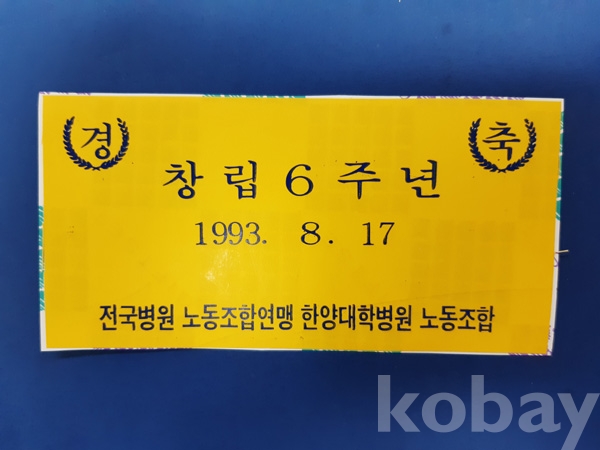 경 축
창립 6 주년
1993. 8. 17
전국병원 노동조합연맹 한양대학병원 노동조합
kobay